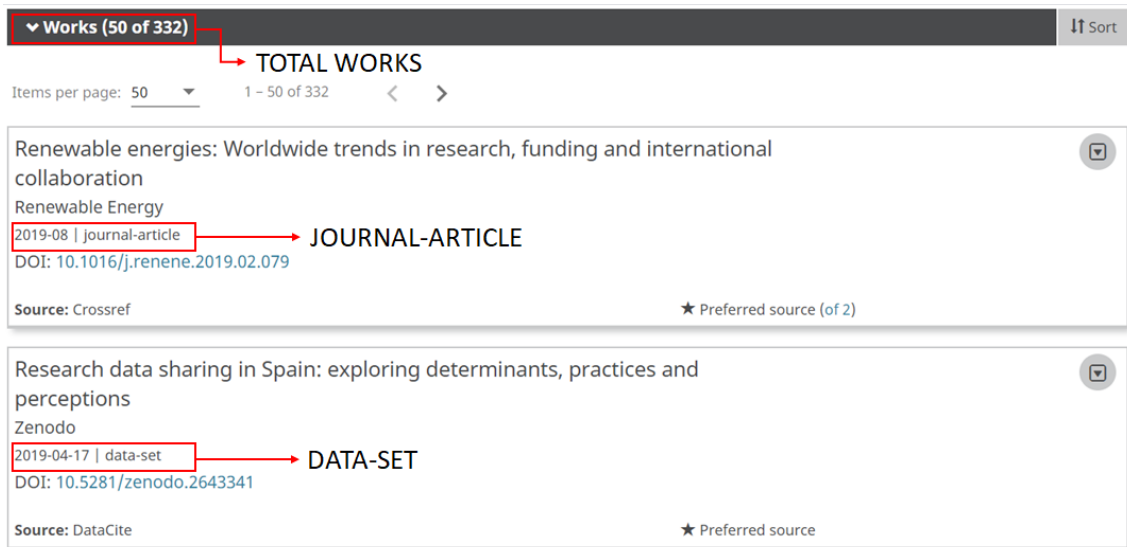 Works (50 of 332)
Sort
TOTAL WORKS
Items per page: 50 1 – 50 of 332
Renewable energies: Worldwide trends in research, funding and international
collaboration
Renewable Energy
2019-08 | journal-article
JOURNAL-ARTICLE
DOI: 10.1016/j.renene.2019.02.079
Source: Crossref
Preferred source (of 2)
Research data sharing in Spain: exploring determinants, practices and
perceptions
Zenodo
2019-04-17 | data-set
DATA-SET
DOI: 10.5281/zenodo.2643341
Source: DataCite
Preferred source